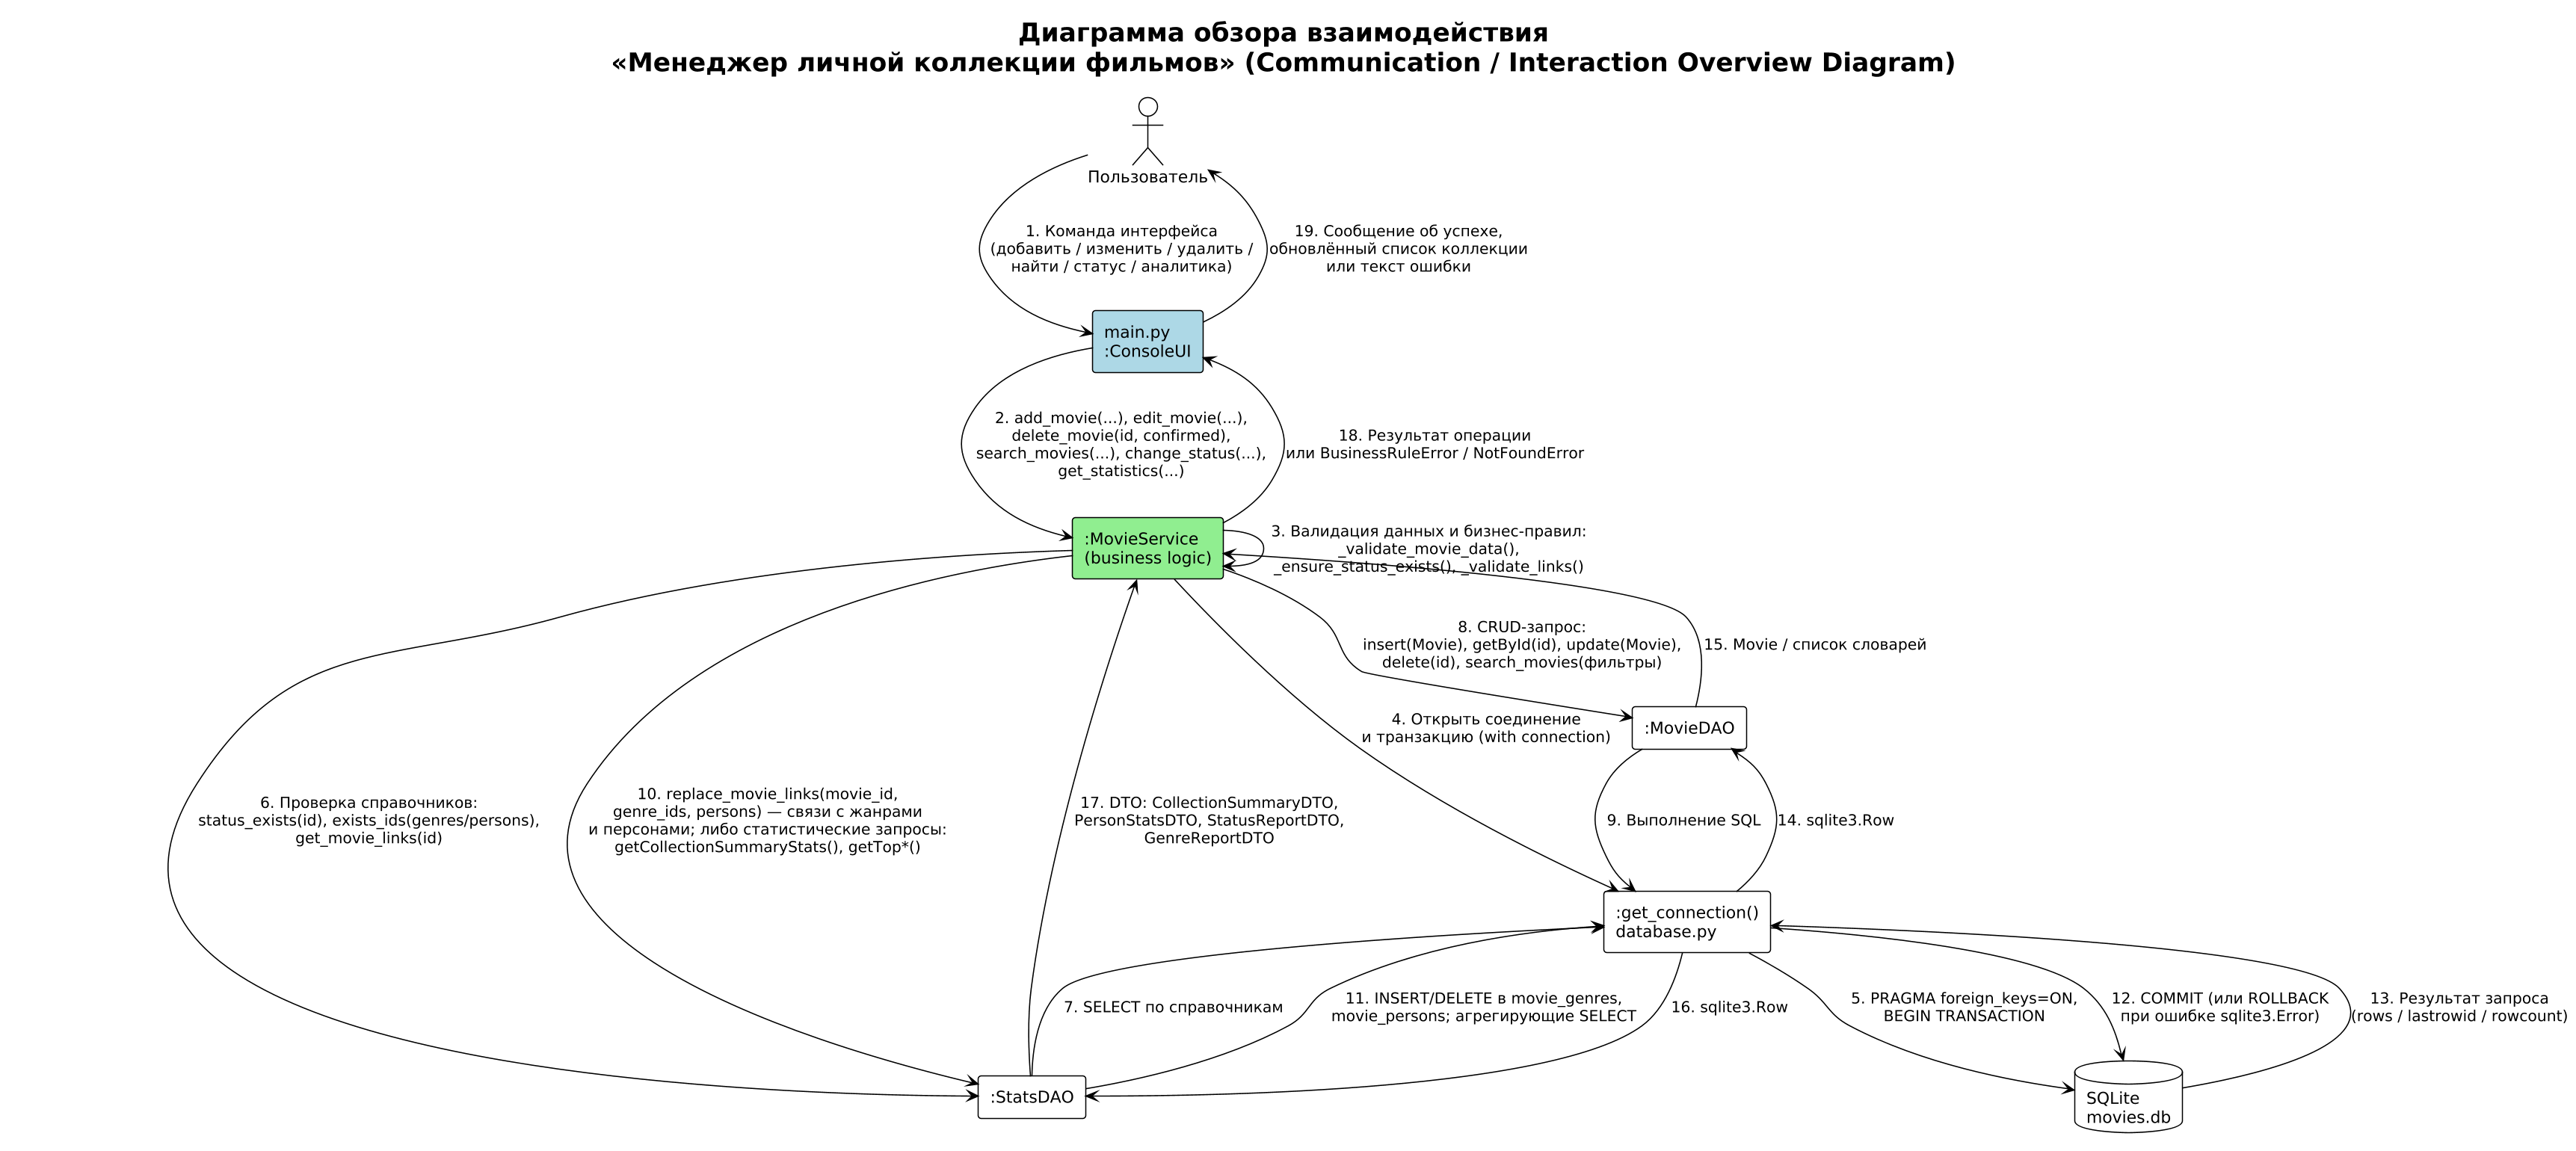 Диаграмма обзора взаимодействия
«Менеджер личной коллекции фильмов» (Communication / Interaction Overview Diagram)
Пользователь
1. Команда интерфейса
(добавить / изменить / удалить /
найти / статус / аналитика)
19. Сообщение об успехе,
обновлённый список коллекции
или текст ошибки
main.py
:ConsoleUI
2. add_movie(...), edit_movie(...),
delete_movie(id, confirmed),
search_movies(...), change_status(...),
get_statistics(...)
18. Результат операции
или BusinessRuleError / NotFoundError
:MovieService
(business logic)
3. Валидация данных и бизнес-правил:
_validate_movie_data(),
_ensure_status_exists(), _validate_links()
8. CRUD-запрос:
insert(Movie), getById(id), update(Movie),
delete(id), search_movies(фильтры)
15. Movie / список словарей
4. Открыть соединение
и транзакцию (with connection)
:MovieDAO
6. Проверка справочников:
status_exists(id), exists_ids(genres/persons),
get_movie_links(id)
10. replace_movie_links(movie_id,
genre_ids, persons) — связи с жанрами
и персонами; либо статистические запросы:
getCollectionSummaryStats(), getTop*()
17. DTO: CollectionSummaryDTO,
PersonStatsDTO, StatusReportDTO,
GenreReportDTO
9. Выполнение SQL
14. sqlite3.Row
:get_connection()
database.py
7. SELECT по справочникам
11. INSERT/DELETE в movie_genres,
movie_persons; агрегирующие SELECT
16. sqlite3.Row
5. PRAGMA foreign_keys=ON,
BEGIN TRANSACTION
12. COMMIT (или ROLLBACK
при ошибке sqlite3.Error)
13. Результат запроса
(rows / lastrowid / rowcount)
:StatsDAO
SQLite
movies.db